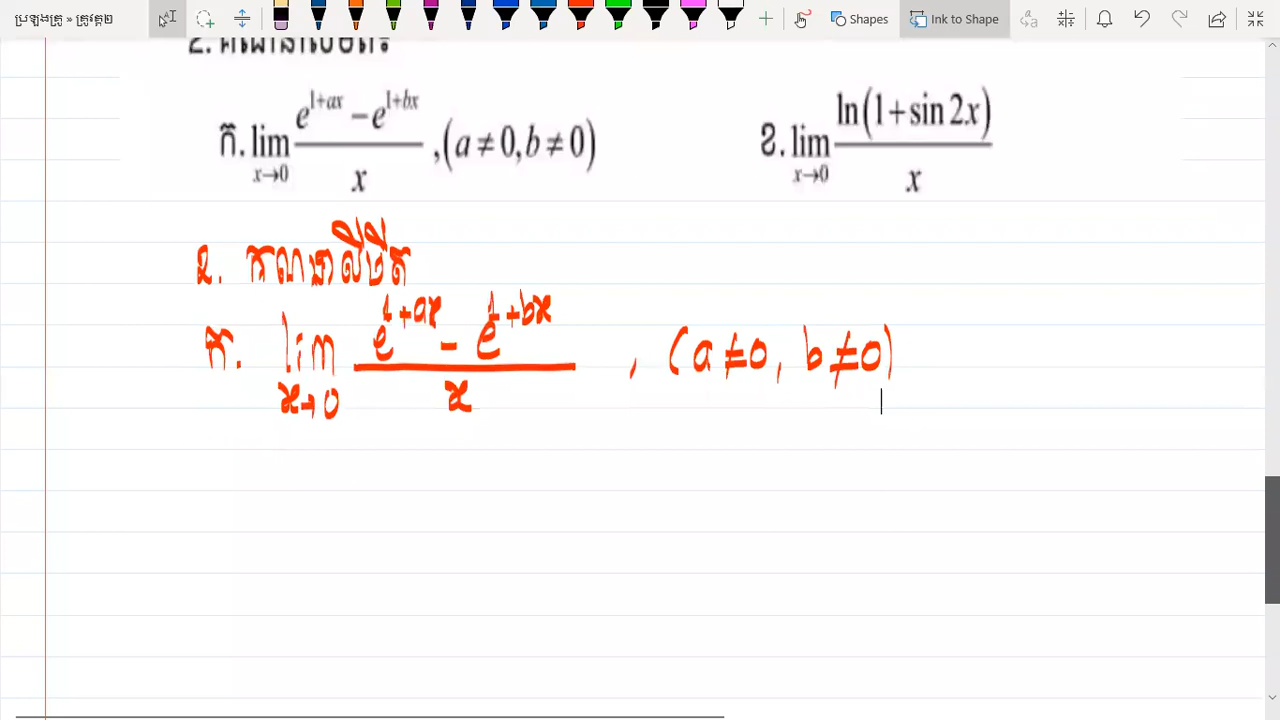 ប្រឡងគ្រូ » គ្រូវគ្គ២
Shapes
Ink to Shape
ក. lim x→0 (e^{1+ax} − e^{1+bx})/x ,(a ≠ 0, b ≠ 0)
ខ. lim x→0 ln(1+sin 2x)/x
2. គណនាលីមីត
ក. lim x→0 (e^{1+ax} − e^{1+bx})/x , (a ≠ 0, b ≠ 0)